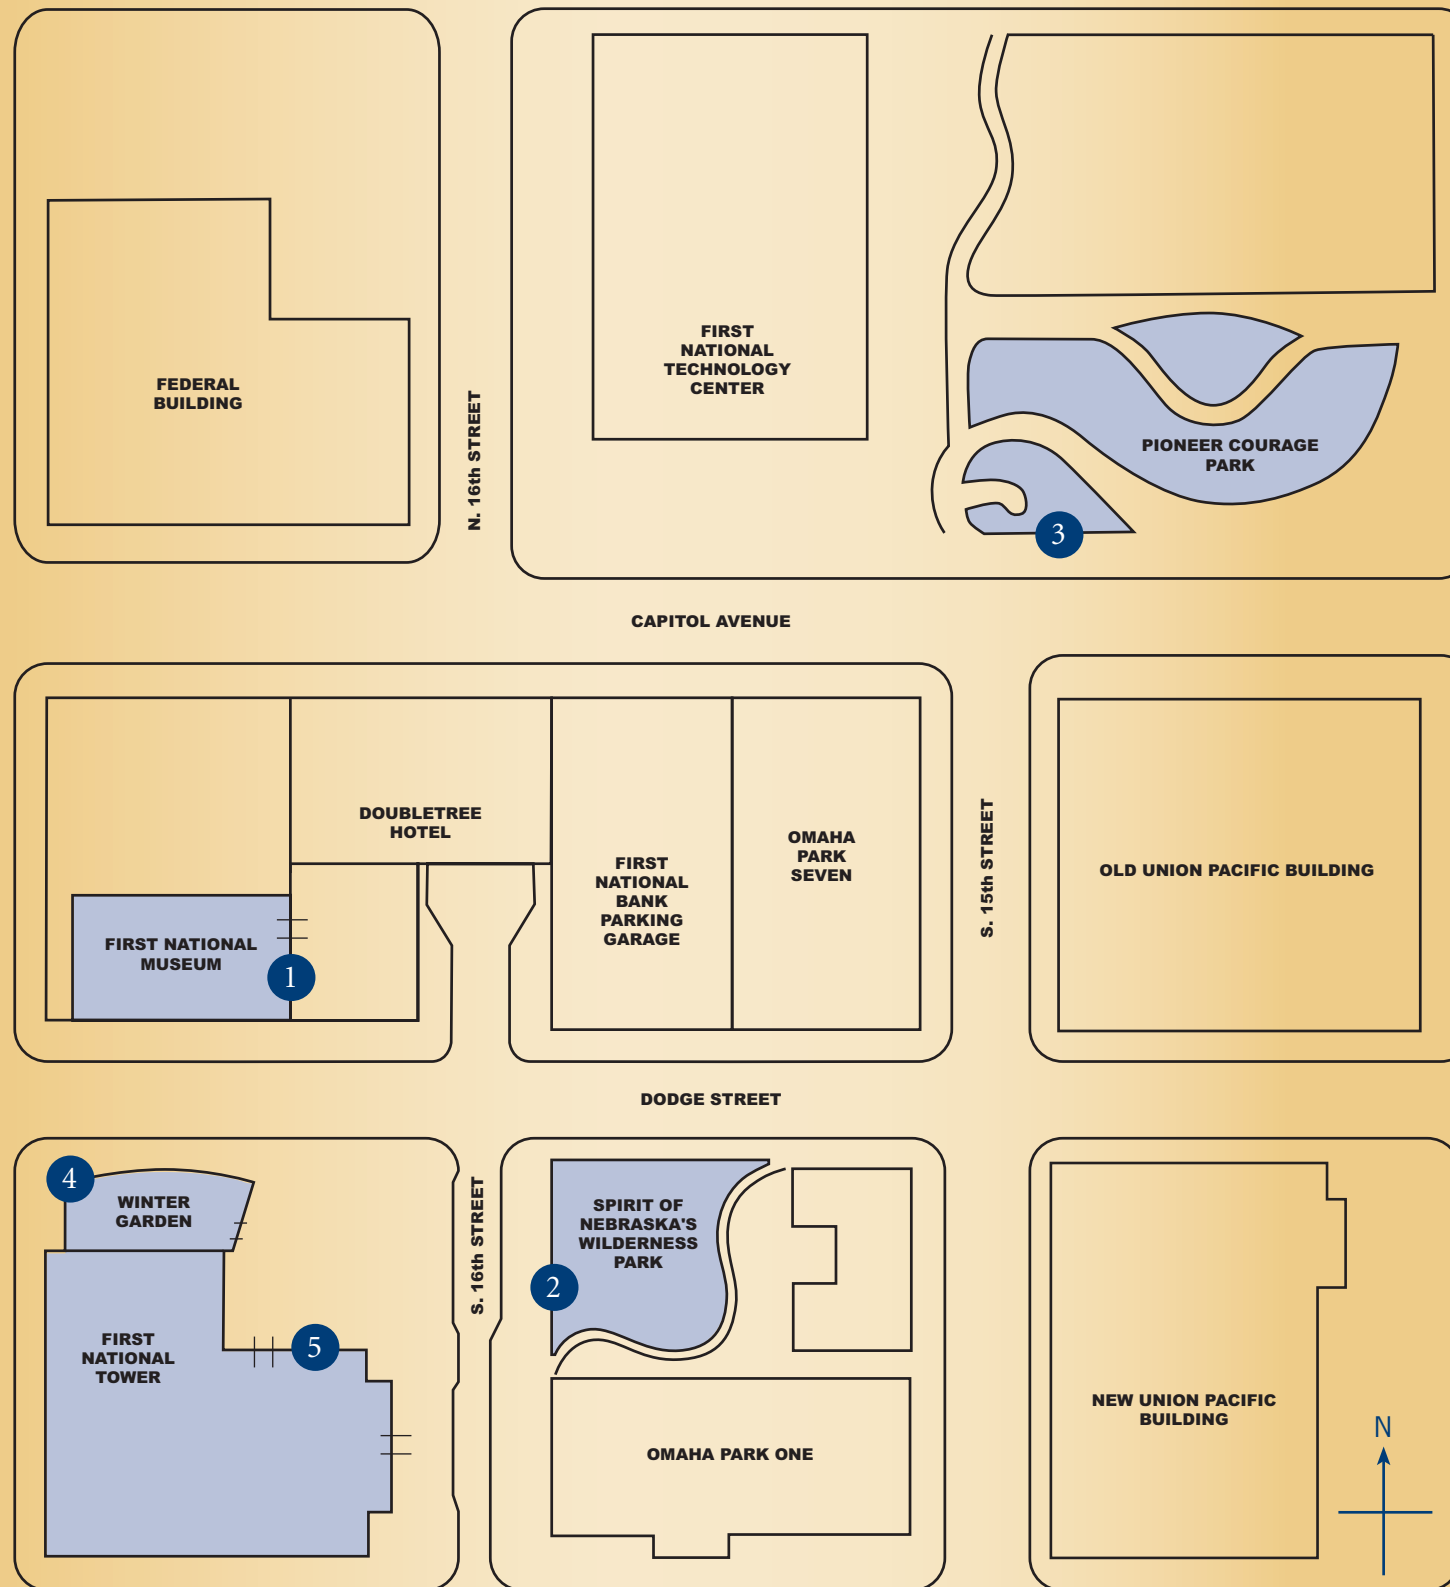 FEDERAL
BUILDING
N. 16th STREET
FIRST
NATIONAL
TECHNOLOGY
CENTER
PIONEER COURAGE
PARK
3
CAPITOL AVENUE
DOUBLETREE
HOTEL
FIRST NATIONAL
MUSEUM
1
FIRST
NATIONAL
BANK
PARKING
GARAGE
OMAHA
PARK
SEVEN
S. 15th STREET
OLD UNION PACIFIC BUILDING
DODGE STREET
4
WINTER
GARDEN
FIRST
NATIONAL
TOWER
5
S. 16th STREET
SPIRIT OF
NEBRASKA'S
WILDERNESS
PARK
2
OMAHA PARK ONE
NEW UNION PACIFIC
BUILDING
N